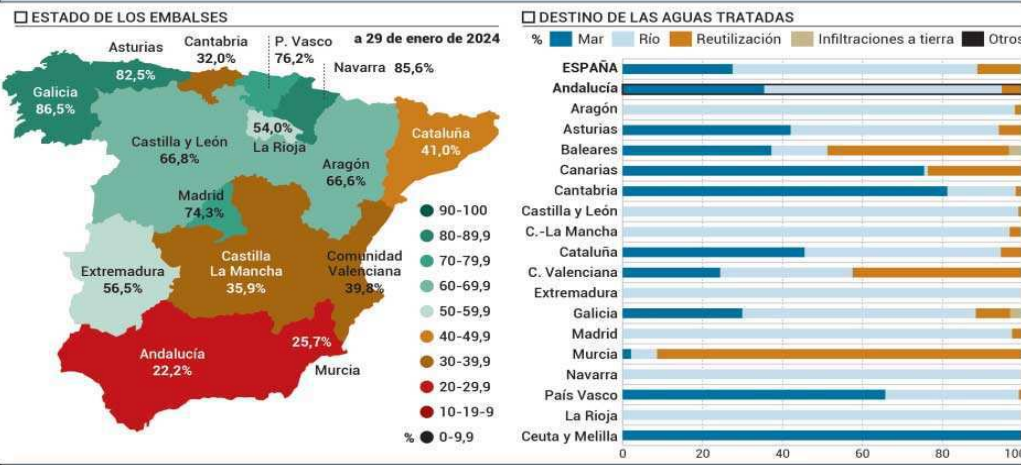 ESTADO DE LOS EMBALSES
a 29 de enero de 2024
Asturias
82,5%
Cantabria
32,0%
P. Vasco
76,2%
Navarra 85,6%
Galicia
86,5%
54,0%
La Rioja
Cataluña
41,0%
Castilla y León
66,8%
Aragón
66,6%
Madrid
74,3%
Extremadura
56,5%
Castilla
La Mancha
35,9%
Comunidad
Valenciana
39,8%
Andalucía
22,2%
25,7%
Murcia
90-100
80-89,9
70-79,9
60-69,9
50-59,9
40-49,9
30-39,9
20-29,9
10-19-9
% 0-9,9
DESTINO DE LAS AGUAS TRATADAS
% Mar Río Reutilización Infiltraciones a tierra Otros
ESPAÑA
Andalucía
Aragón
Asturias
Baleares
Canarias
Cantabria
Castilla y León
C.-La Mancha
Cataluña
C. Valenciana
Extremadura
Galicia
Madrid
Murcia
Navarra
País Vasco
La Rioja
Ceuta y Melilla
0 20 40 60 80 100